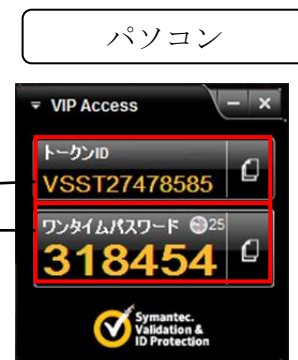 パソコン
VIP Access
トークンID
VSST27478585
ワンタイムパスワード 25
318454
Symantec.
Validation &
ID Protection